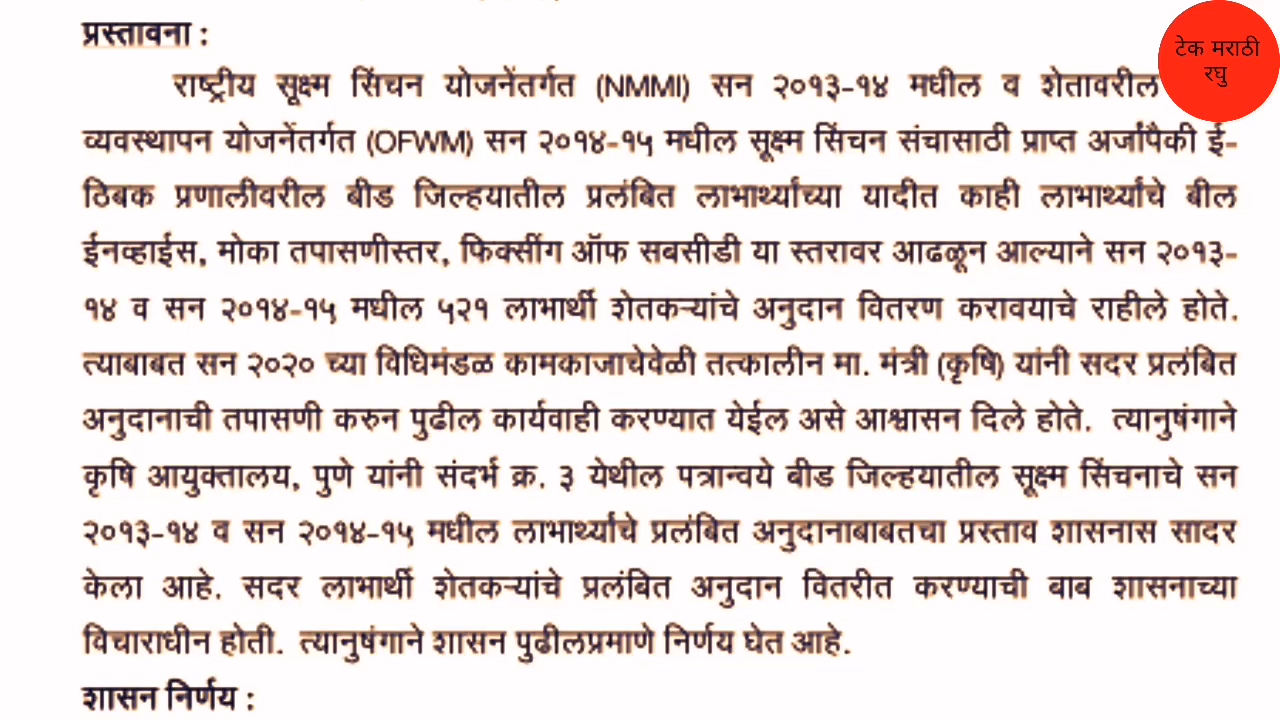 प्रस्तावना :
टेक मराठी
रघु
राष्ट्रीय सूक्ष्म सिंचन योजनेंतर्गत (NMMI) सन २०१३-१४ मधील व शेतावरील
व्यवस्थापन योजनेंतर्गत (OFWM) सन २०१४-१५ मधील सूक्ष्म सिंचन संचासाठी प्राप्त अर्जापैकी ई-
ठिबक प्रणालीवरील बीड जिल्हयातील प्रलंबित लाभार्थ्यांच्या यादीत काही लाभार्थ्यांचे बील
ईनव्हाईस, मोका तपासणीस्तर, फिक्सींग ऑफ सबसीडी या स्तरावर आढळून आल्याने सन २०१३-
१४ व सन २०१४-१५ मधील ५२१ लाभार्थी शेतकऱ्यांचे अनुदान वितरण करावयाचे राहीले होते.
त्याबाबत सन २०२० च्या विधिमंडळ कामकाजाचेवेळी तत्कालीन मा. मंत्री (कृषि) यांनी सदर प्रलंबित
अनुदानाची तपासणी करुन पुढील कार्यवाही करण्यात येईल असे आश्वासन दिले होते. त्यानुषंगाने
कृषि आयुक्तालय, पुणे यांनी संदर्भ क्र. ३ येथील पत्रान्वये बीड जिल्हयातील सूक्ष्म सिंचनाचे सन
२०१३-१४ व सन २०१४-१५ मधील लाभार्थ्यांचे प्रलंबित अनुदानाबाबतचा प्रस्ताव शासनास सादर
केला आहे. सदर लाभार्थी शेतकऱ्यांचे प्रलंबित अनुदान वितरीत करण्याची बाब शासनाच्या
विचाराधीन होती. त्यानुषंगाने शासन पुढीलप्रमाणे निर्णय घेत आहे.
शासन निर्णय :